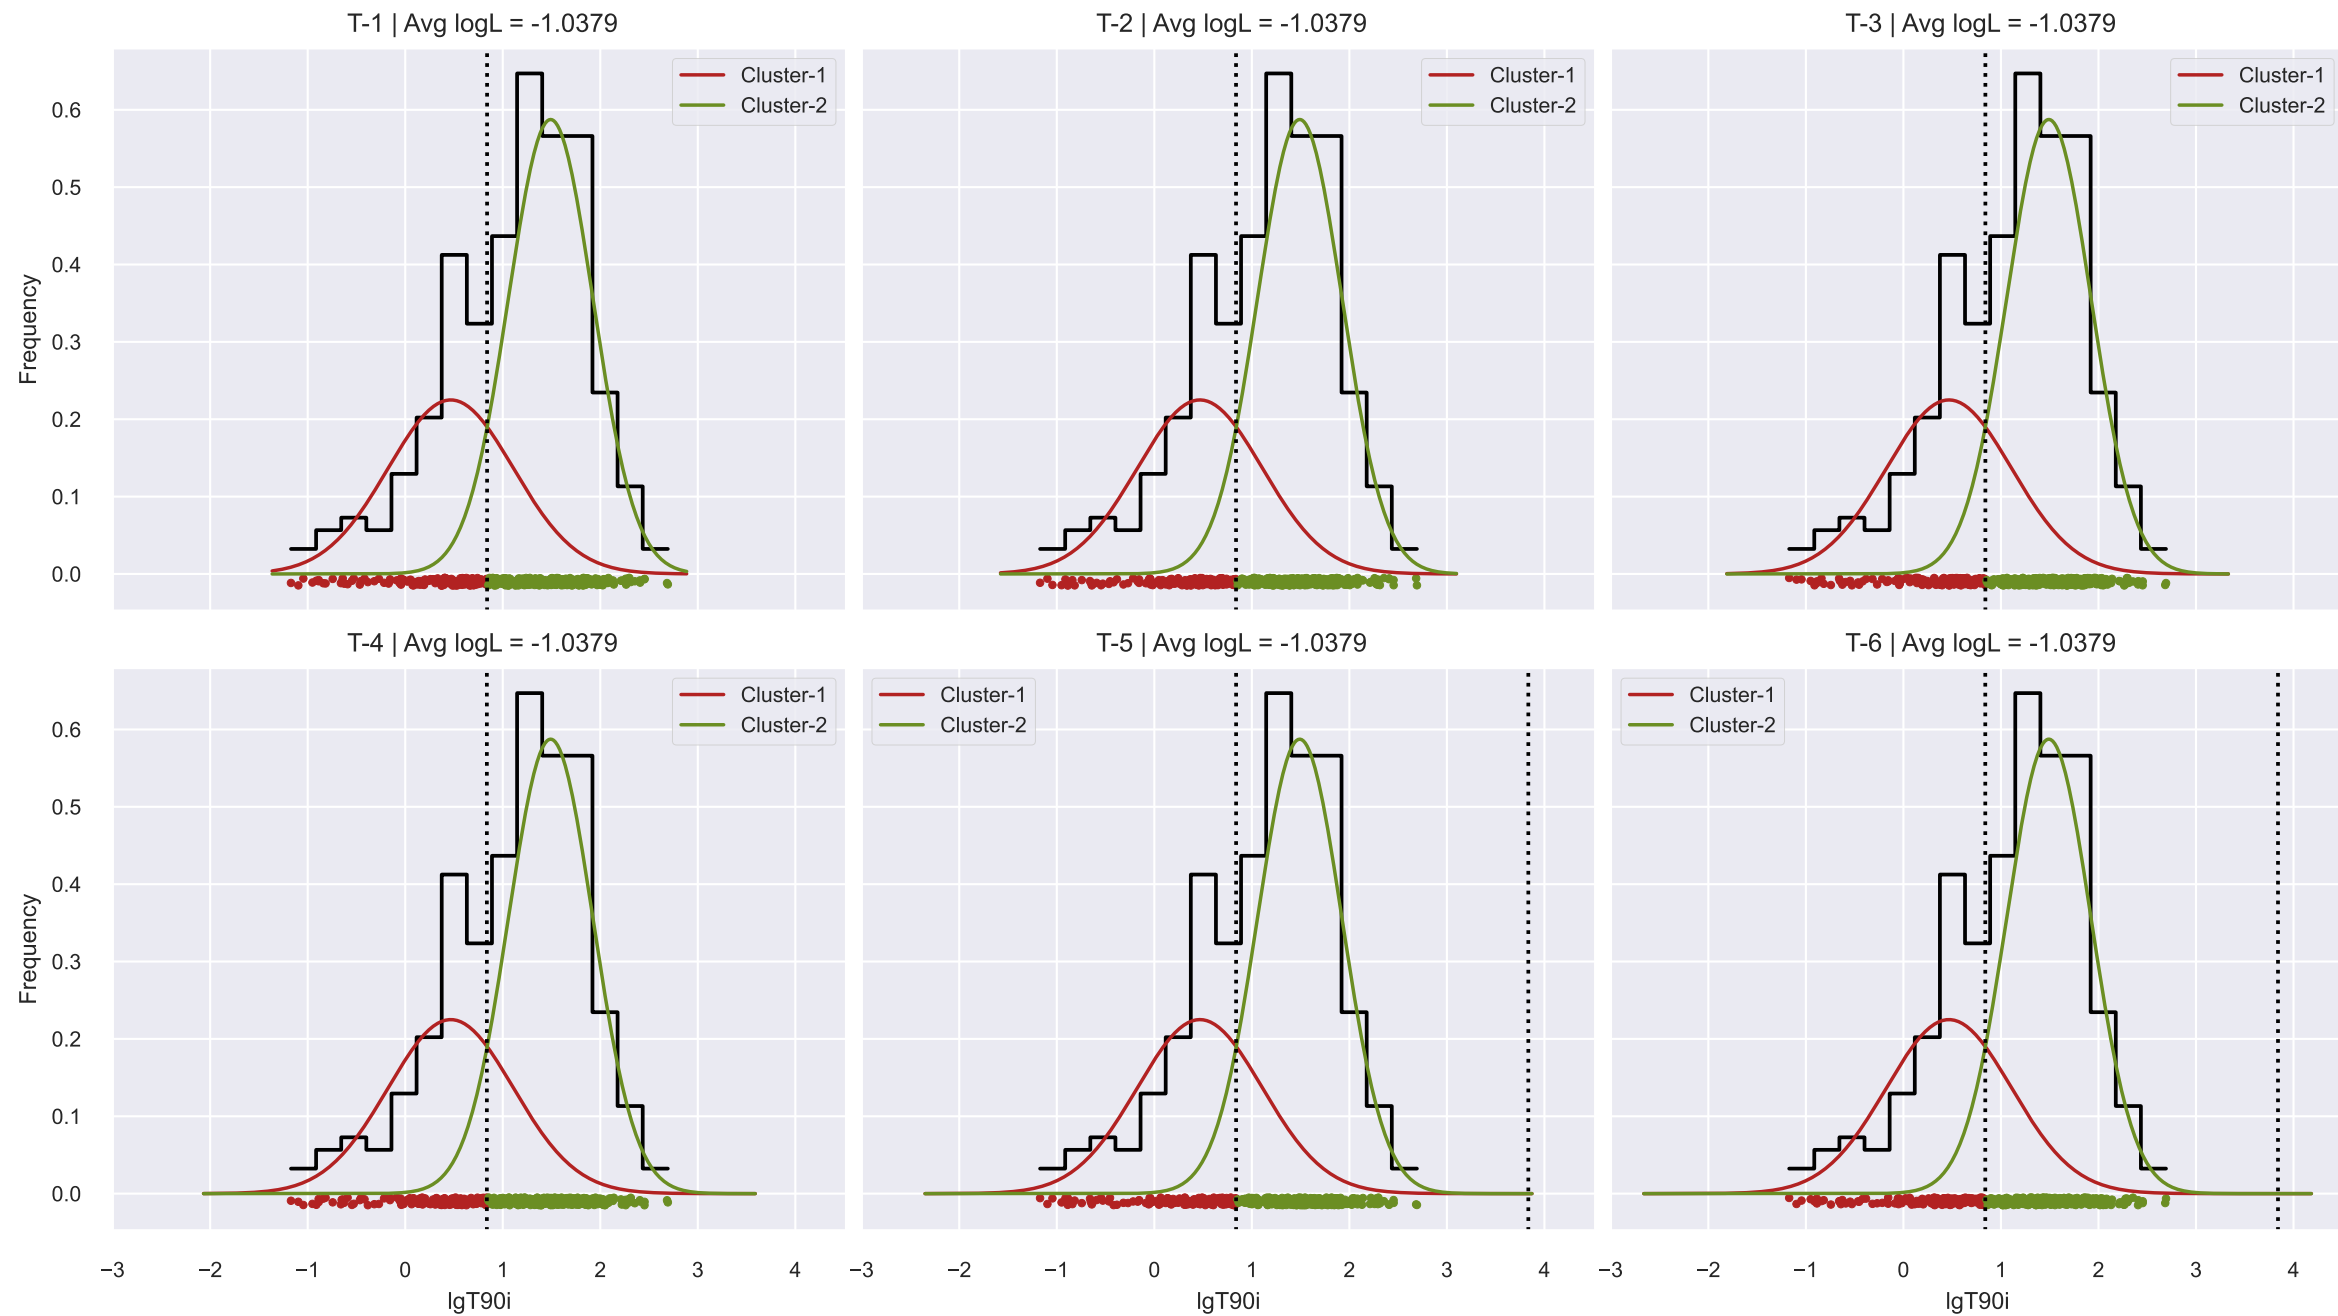 T-1 | Avg logL = -1.0379
T-2 | Avg logL = -1.0379
T-3 | Avg logL = -1.0379
Cluster-1
Cluster-2
Cluster-1
Cluster-2
Cluster-1
Cluster-2
Frequency
0.6
0.5
0.4
0.3
0.2
0.1
0.0
T-4 | Avg logL = -1.0379
T-5 | Avg logL = -1.0379
T-6 | Avg logL = -1.0379
Cluster-1
Cluster-2
Cluster-1
Cluster-2
Cluster-1
Cluster-2
Frequency
0.6
0.5
0.4
0.3
0.2
0.1
0.0
−3 −2 −1 0 1 2 3 4
−3 −2 −1 0 1 2 3 4
−3 −2 −1 0 1 2 3 4
lgT90i
lgT90i
lgT90i